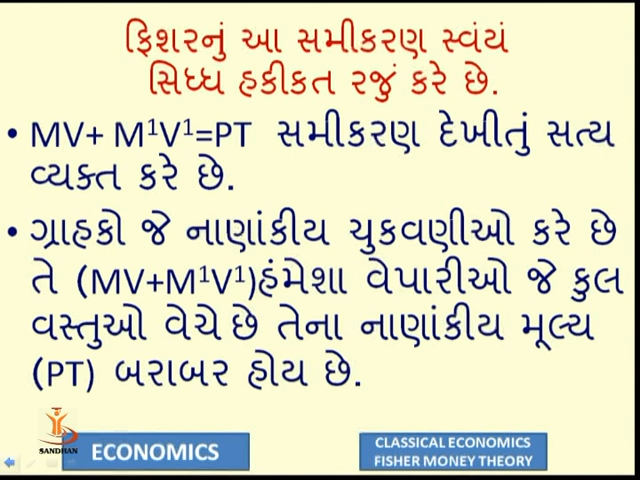 ફિશરનું આ સમીકરણ સ્વંયં
સિધ્ધ હકીકત રજું કરે છે.
• MV+ M¹V¹=PT સમીકરણ દેખીતું સત્ય
વ્યક્ત કરે છે.
• ગ્રાહકો જે નાણાંકીય ચુકવણીઓ કરે છે
તે (MV+M¹V¹)હંમેશા વેપારીઓ જે કુલ
વસ્તુઓ વેચે છે તેના નાણાંકીય મૂલ્ય
(PT) બરાબર હોય છે.
SANDHAN
ECONOMICS
CLASSICAL ECONOMICS
FISHER MONEY THEORY